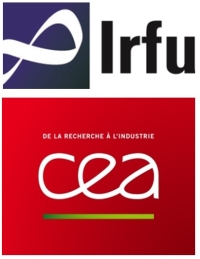 Irfu
DE LA RECHERCHE À L'INDUSTRIE
cea